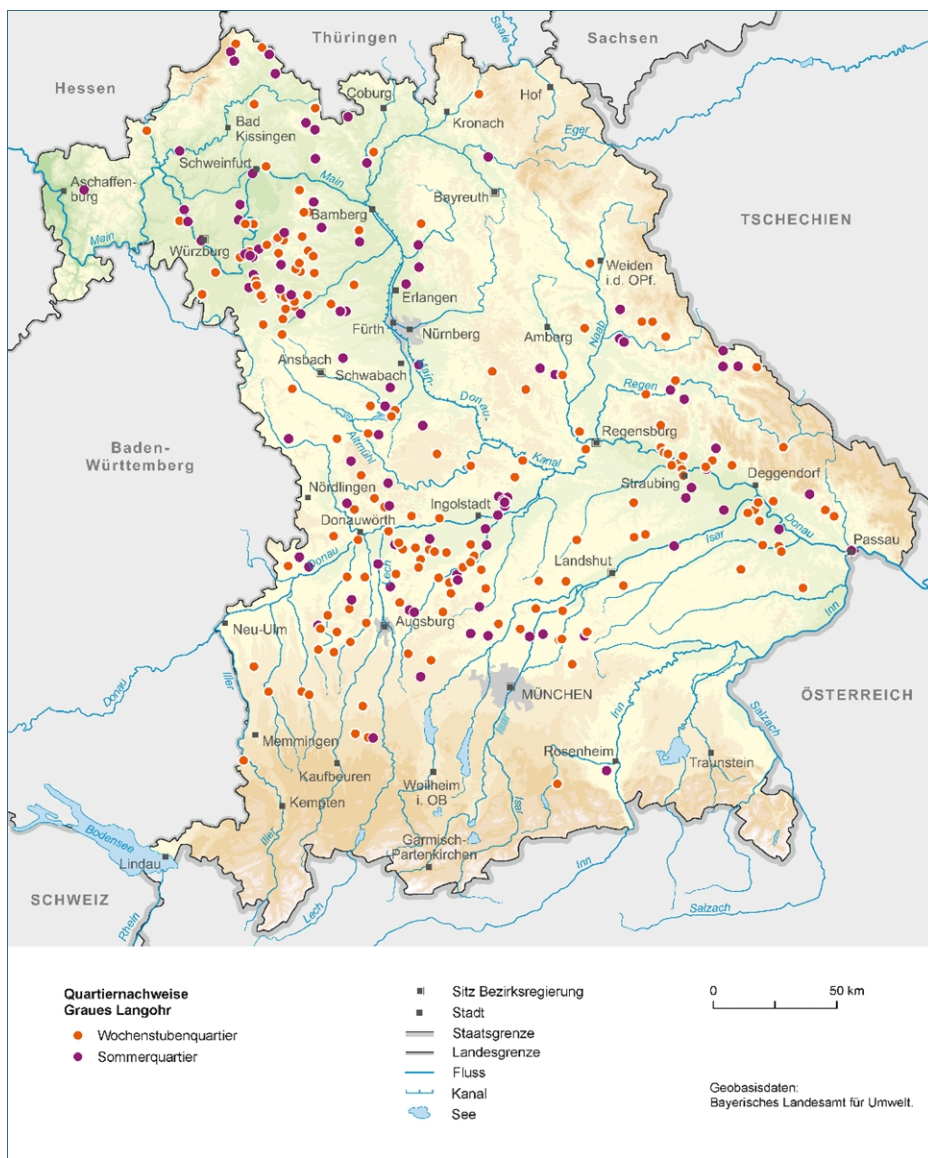 Thüringen
Sachsen
Saale
Hessen
Coburg
Hof
Kronach
Bad
Kissingen
Eger
Schweinfurt
Aschaffen-
burg
Main
Bayreuth
Bamberg
TSCHECHIEN
Main
Würzburg
Weiden
i.d. OPf.
Erlangen
Fürth
Nürnberg
Amberg
Naab
Ansbach
Schwabach
Main-
Donau-
Kanal
Regen
Altmühl
Baden-
Württemberg
Regensburg
Nördlingen
Straubing
Deggendorf
Ingolstadt
Donauwörth
Donau
Isar
Donau
Passau
Lech
Landshut
Inn
Neu-Ulm
Augsburg
Iller
Donau
MÜNCHEN
ÖSTERREICH
Inn
Salzach
Memmingen
Rosenheim
Traunstein
Kaufbeuren
Weilheim
i. OB
Isar
Kempten
Iller
Bodensee
Garmisch-
Partenkirchen
Lindau
Inn
SCHWEIZ
Lech
Salzach
Rhein
Quartiernachweise
Graues Langohr
Wochenstubenquartier
Sommerquartier
Sitz Bezirksregierung
Stadt
Staatsgrenze
Landesgrenze
Fluss
Kanal
See
0 50 km
Geobasisdaten:
Bayerisches Landesamt für Umwelt.